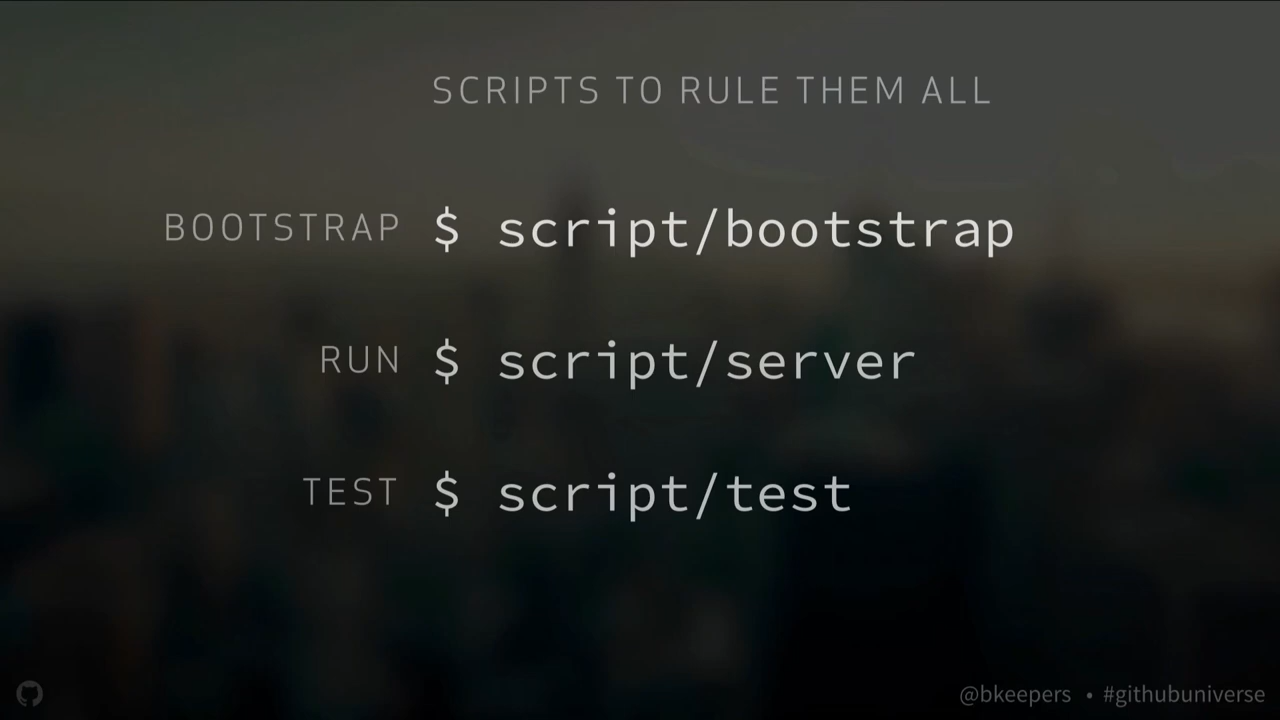 SCRIPTS TO RULE THEM ALL
BOOTSTRAP $ script/bootstrap
RUN $ script/server
TEST $ script/test
@bkeepers • #githubuniverse